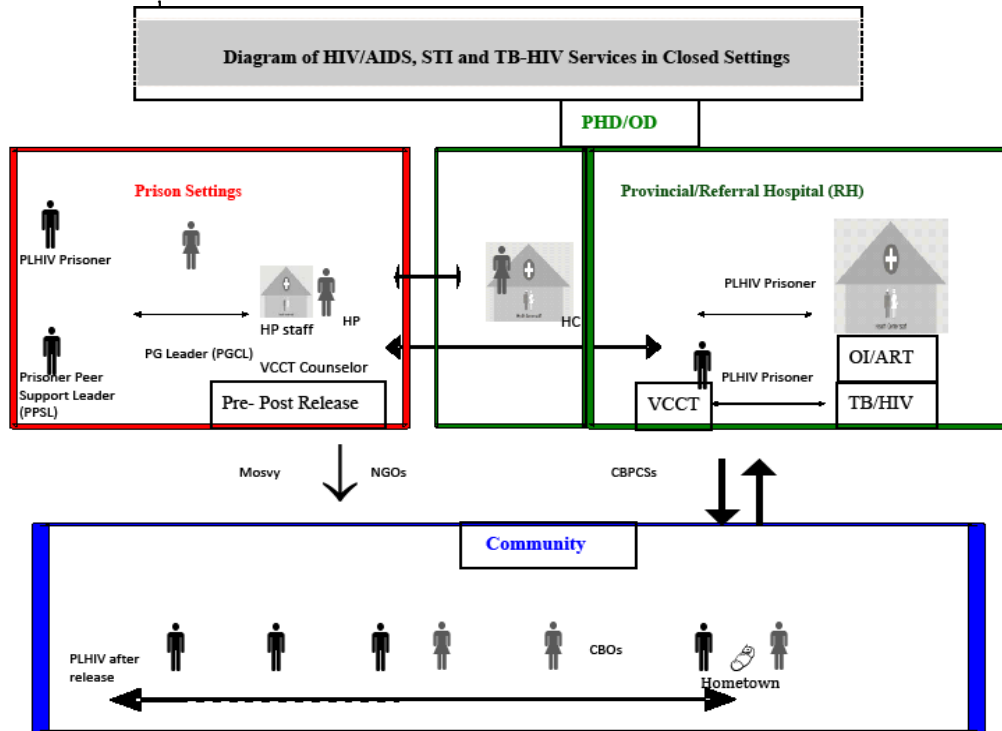 Diagram of HIV/AIDS, STI and TB-HIV Services in Closed Settings
PHD/OD
Prison Settings
PLHIV Prisoner
HP staff
HP
PG Leader (PGCL)
VCCT Counselor
Prisoner Peer
Support Leader
(PPSL)
Pre- Post Release
HC
Provincial/Referral Hospital (RH)
PLHIV Prisoner
OI/ART
PLHIV Prisoner
VCCT
TB/HIV
Mosvy
NGOs
CBPCSs
Community
PLHIV after
release
CBOs
Hometown